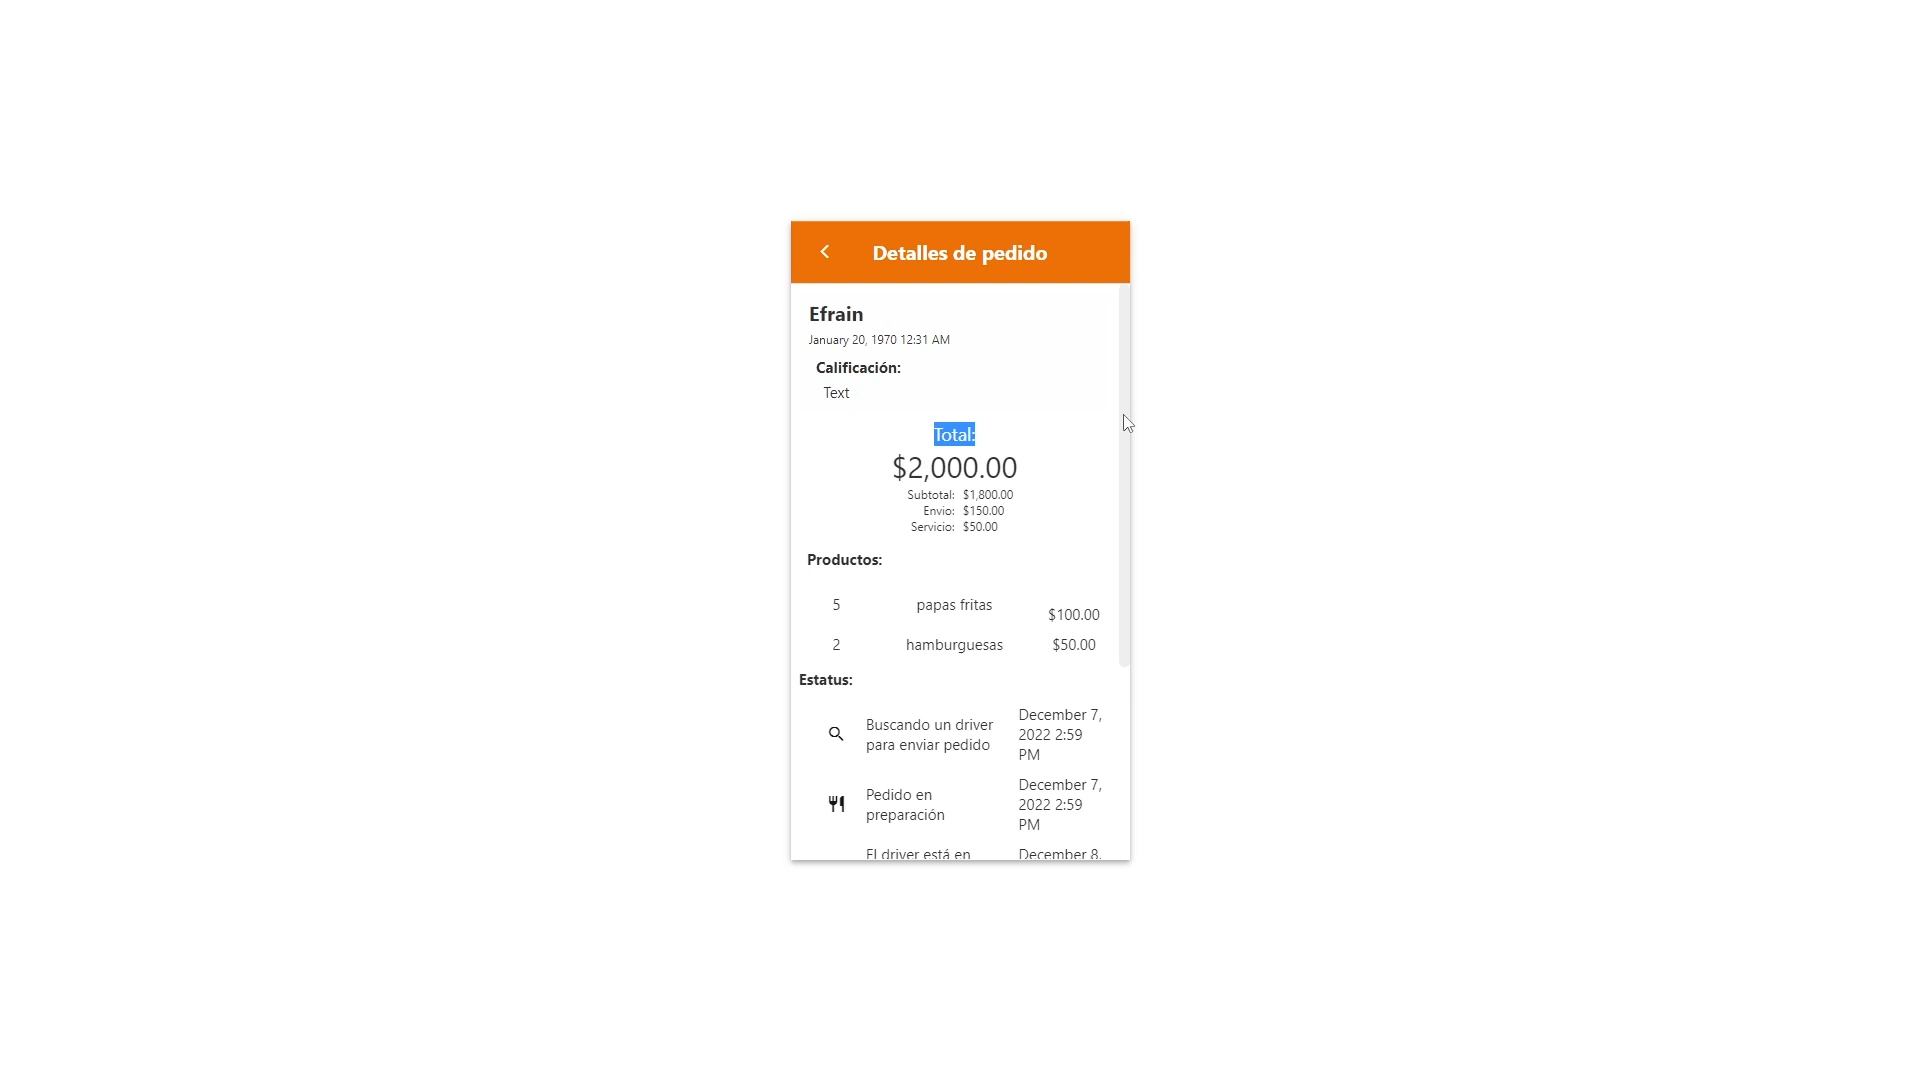 Detalles de pedido
Efrain
January 20, 1970 12:31 AM
Calificación:
Text
Total:
$2,000.00
Subtotal: $1,800.00
Envio: $150.00
Servicio: $50.00
Productos:
5 papas fritas $100.00
2 hamburguesas $50.00
Estatus:
Buscando un driver para enviar pedido
December 7, 2022 2:59 PM
Pedido en preparación
December 7, 2022 2:59 PM
El driver está en
December 8,